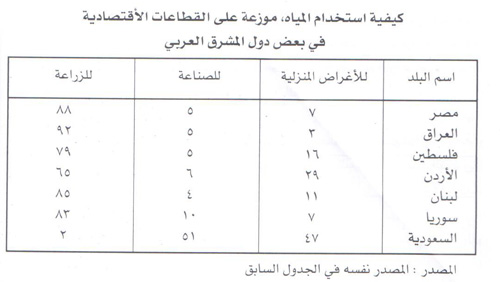 كيفية استخدام المياه، موزعة على القطاعات الأقتصادية
في بعض دول المشرق العربي
اسم البلد للأغراض المنزلية للصناعة للزراعة
مصر ٧ ٥ ٨٨
العراق ٣ ٥ ٩٢
فلسطين ١٦ ٥ ٧٩
الأردن ٢٩ ٦ ٦٥
لبنان ١١ ٤ ٨٥
سوريا ٧ ١٠ ٨٣
السعودية ٤٧ ٥١ ٢
المصدر : المصدر نفسه في الجدول السابق